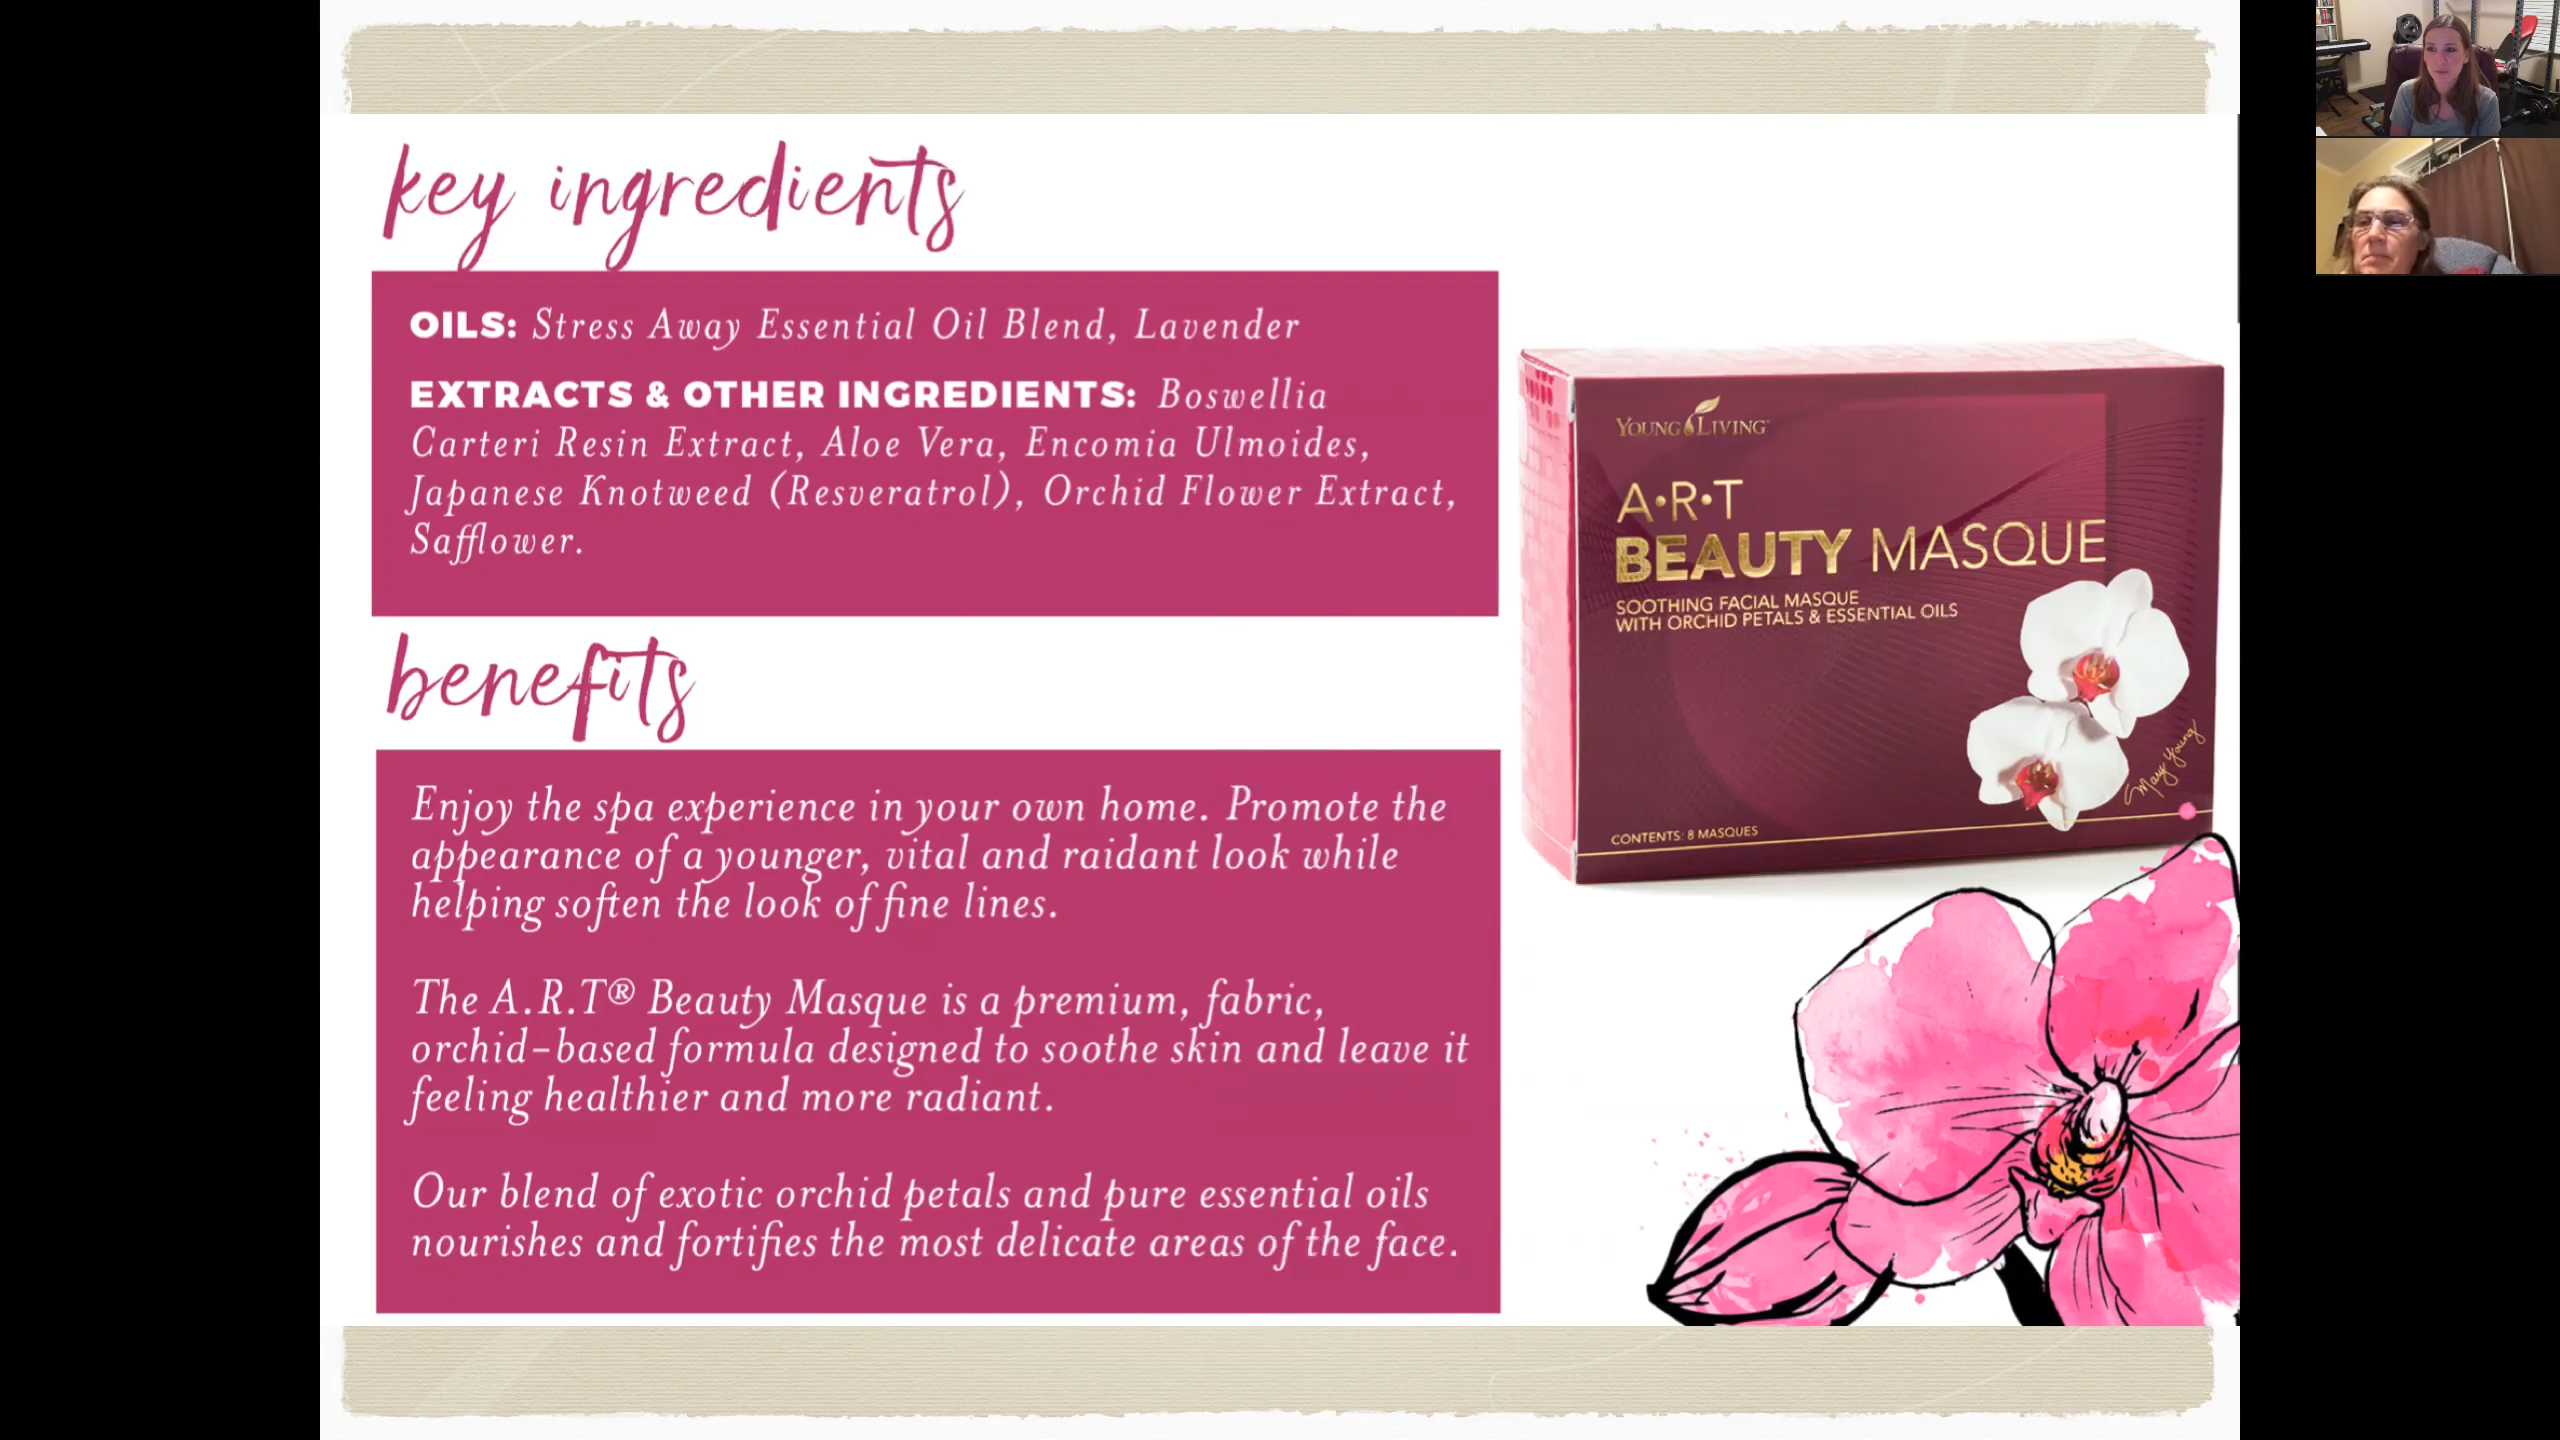 key ingredients
OILS: Stress Away Essential Oil Blend, Lavender
EXTRACTS & OTHER INGREDIENTS: Boswellia
Carteri Resin Extract, Aloe Vera, Encomia Ulmoides,
Japanese Knotweed (Resveratrol), Orchid Flower Extract,
Safflower.
benefits
Enjoy the spa experience in your own home. Promote the
appearance of a younger, vital and raidant look while
helping soften the look of fine lines.
The A.R.T® Beauty Masque is a premium, fabric,
orchid-based formula designed to soothe skin and leave it
feeling healthier and more radiant.
Our blend of exotic orchid petals and pure essential oils
nourishes and fortifies the most delicate areas of the face.
YOUNG LIVING
A•R•T
BEAUTY MASQUE
SOOTHING FACIAL MASQUE
WITH ORCHID PETALS & ESSENTIAL OILS
Mary Young
CONTENTS: 8 MASQUES